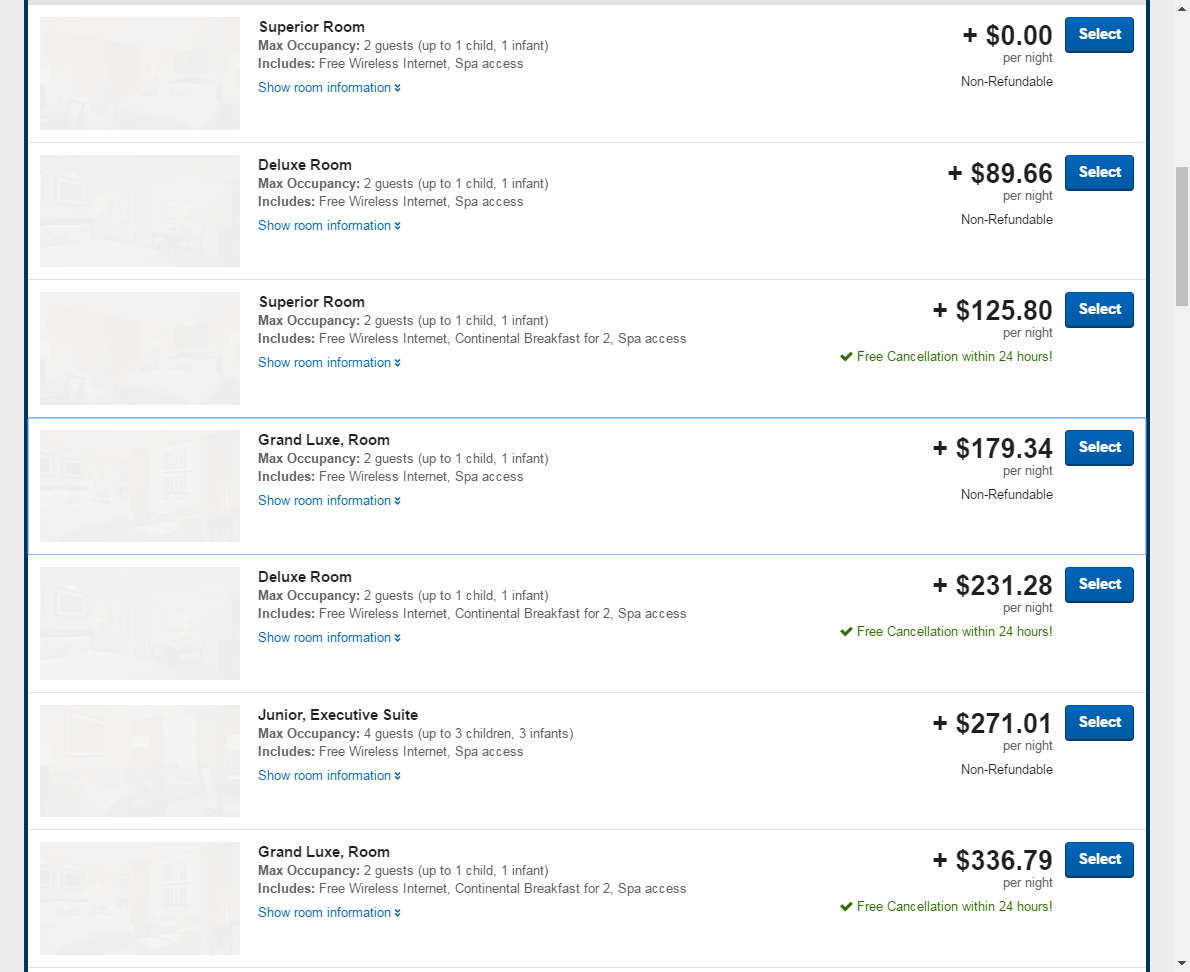 Superior Room
Max Occupancy: 2 guests (up to 1 child, 1 infant)
Includes: Free Wireless Internet, Spa access
Show room information
+ $0.00
per night
Non-Refundable
Select
Deluxe Room
Max Occupancy: 2 guests (up to 1 child, 1 infant)
Includes: Free Wireless Internet, Spa access
Show room information
+ $89.66
per night
Non-Refundable
Select
Superior Room
Max Occupancy: 2 guests (up to 1 child, 1 infant)
Includes: Free Wireless Internet, Continental Breakfast for 2, Spa access
Show room information
+ $125.80
per night
Free Cancellation within 24 hours!
Select
Grand Luxe, Room
Max Occupancy: 2 guests (up to 1 child, 1 infant)
Includes: Free Wireless Internet, Spa access
Show room information
+ $179.34
per night
Non-Refundable
Select
Deluxe Room
Max Occupancy: 2 guests (up to 1 child, 1 infant)
Includes: Free Wireless Internet, Continental Breakfast for 2, Spa access
Show room information
+ $231.28
per night
Free Cancellation within 24 hours!
Select
Junior, Executive Suite
Max Occupancy: 4 guests (up to 3 children, 3 infants)
Includes: Free Wireless Internet, Spa access
Show room information
+ $271.01
per night
Non-Refundable
Select
Grand Luxe, Room
Max Occupancy: 2 guests (up to 1 child, 1 infant)
Includes: Free Wireless Internet, Continental Breakfast for 2, Spa access
Show room information
+ $336.79
per night
Free Cancellation within 24 hours!
Select